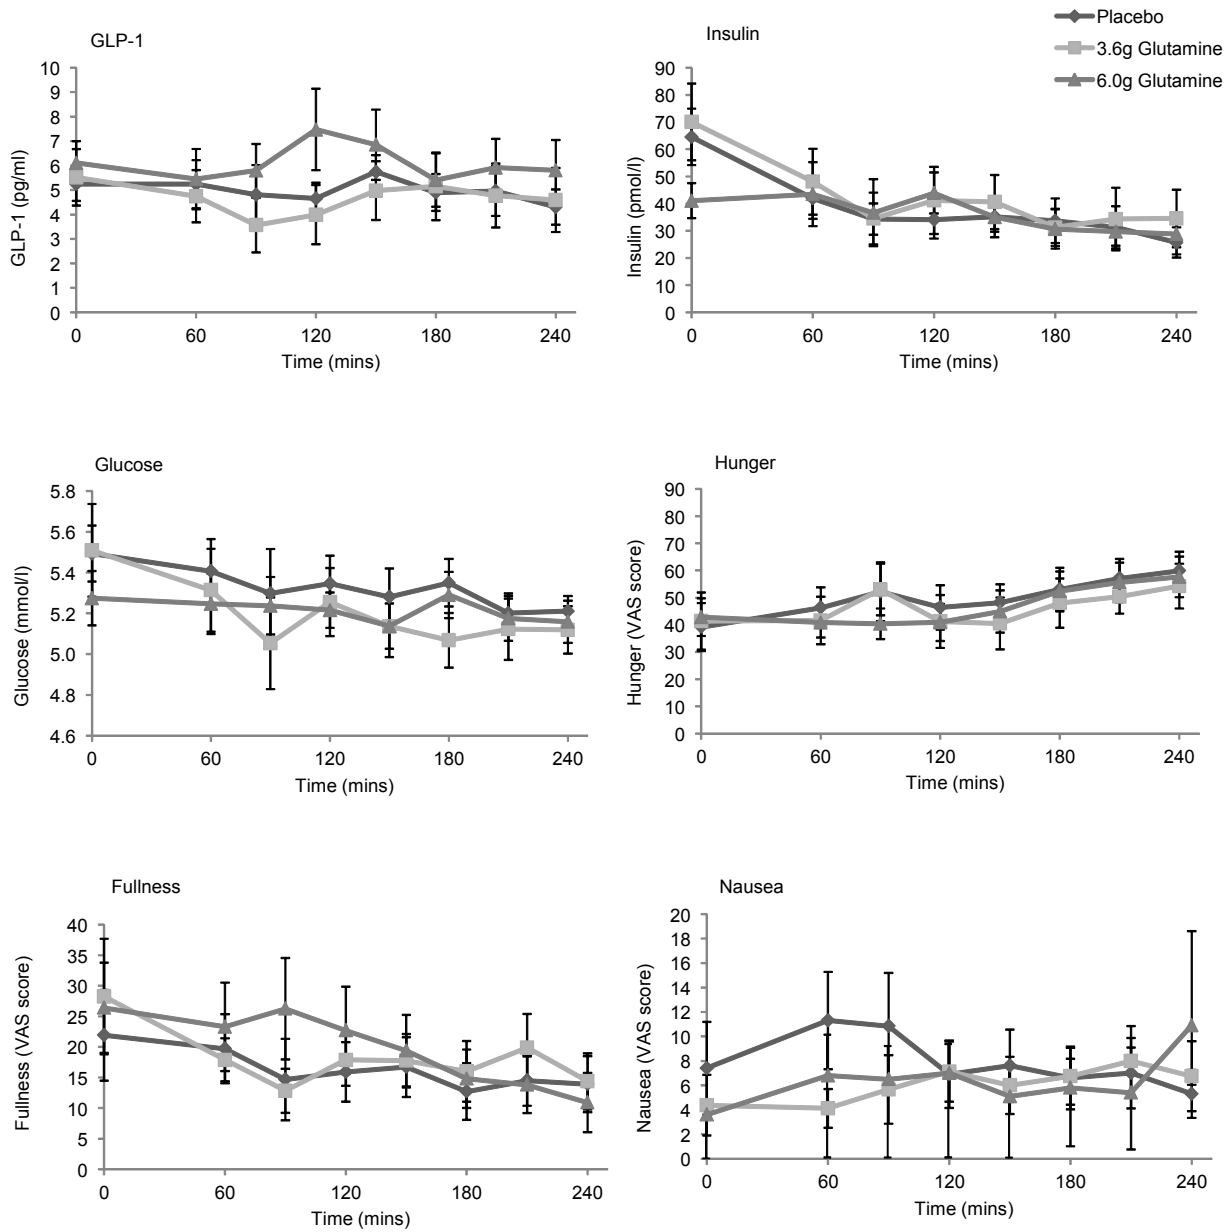 GLP-1
GLP-1 (pg/ml)
10
9
8
7
6
5
4
3
2
1
0
0 60 120 180 240
Time (mins)
Insulin
Insulin (pmol/l)
90
80
70
60
50
40
30
20
10
0
0 60 120 180 240
Time (mins)
Placebo
3.6g Glutamine
6.0g Glutamine
Glucose
Glucose (mmol/l)
5.8
5.6
5.4
5.2
5.0
4.8
4.6
0 60 120 180 240
Time (mins)
Hunger
Hunger (VAS score)
90
80
70
60
50
40
30
20
10
0
0 60 120 180 240
Time (mins)
Fullness
Fullness (VAS score)
40
35
30
25
20
15
10
5
0
0 60 120 180 240
Time (mins)
Nausea
Nausea (VAS score)
20
18
16
14
12
10
8
6
4
2
0
0 60 120 180 240
Time (mins)